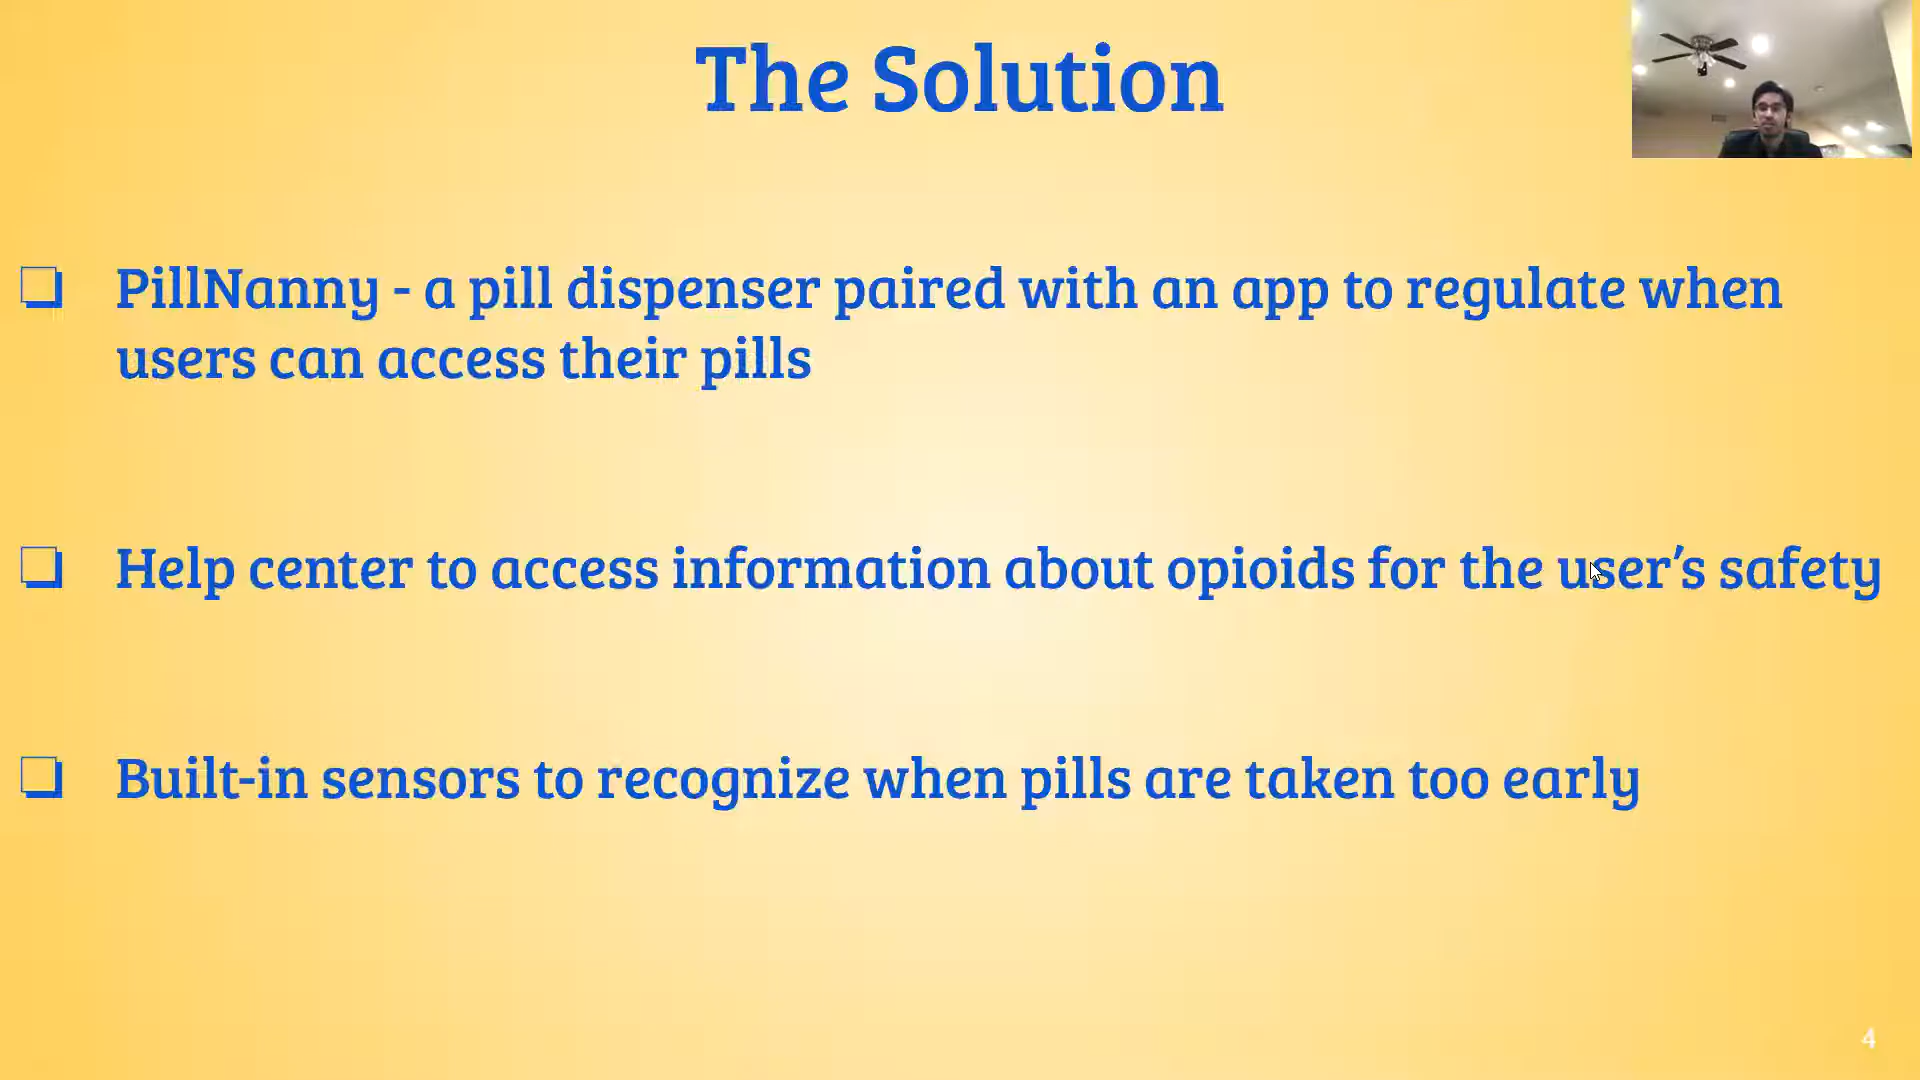 The Solution
❏ PillNanny - a pill dispenser paired with an app to regulate when
users can access their pills
❏ Help center to access information about opioids for the user’s safety
❏ Built-in sensors to recognize when pills are taken too early
4